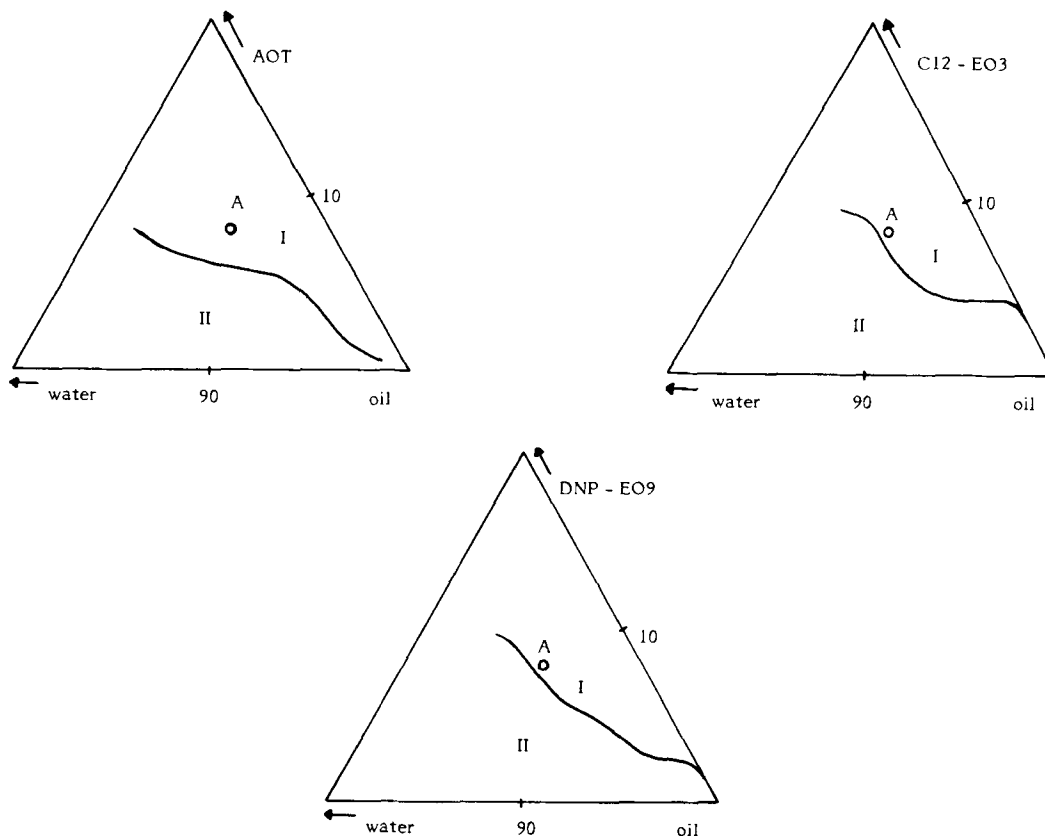 AOT
10
A
I
II
water
90
oil
C12 - EO3
10
A
I
II
water
90
oil
DNP - EO9
10
A
I
II
water
90
oil